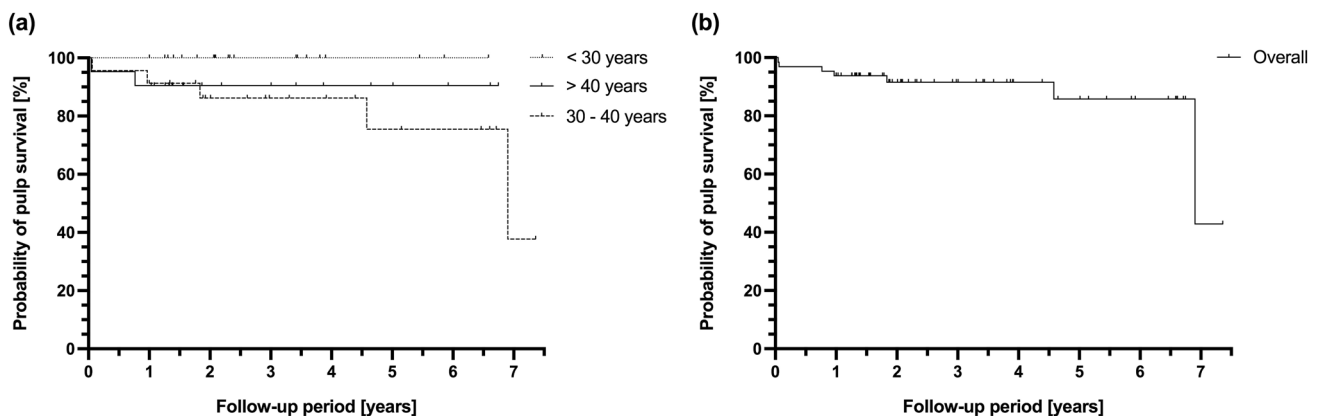 (a)
Probability of pulp survival [%]
100
80
60
40
20
0
0 1 2 3 4 5 6 7
Follow-up period [years]
< 30 years
> 40 years
30 - 40 years
(b)
Probability of pulp survival [%]
100
80
60
40
20
0
0 1 2 3 4 5 6 7
Follow-up period [years]
Overall